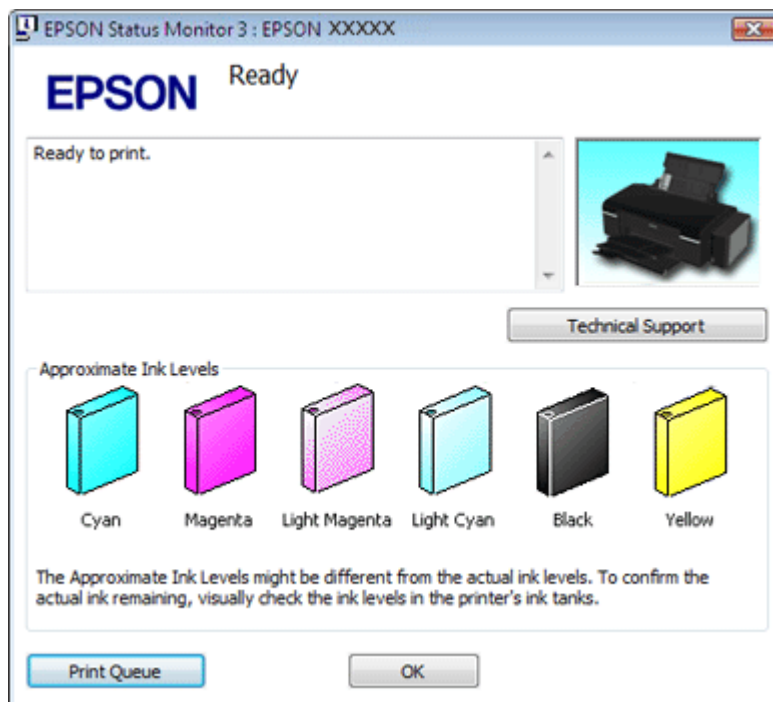 EPSON Status Monitor 3 : EPSON XXXXX
EPSON
Ready
Ready to print.
Technical Support
Approximate Ink Levels
Cyan
Magenta
Light Magenta
Light Cyan
Black
Yellow
The Approximate Ink Levels might be different from the actual ink levels. To confirm the
actual ink remaining, visually check the ink levels in the printer's ink tanks.
Print Queue
OK